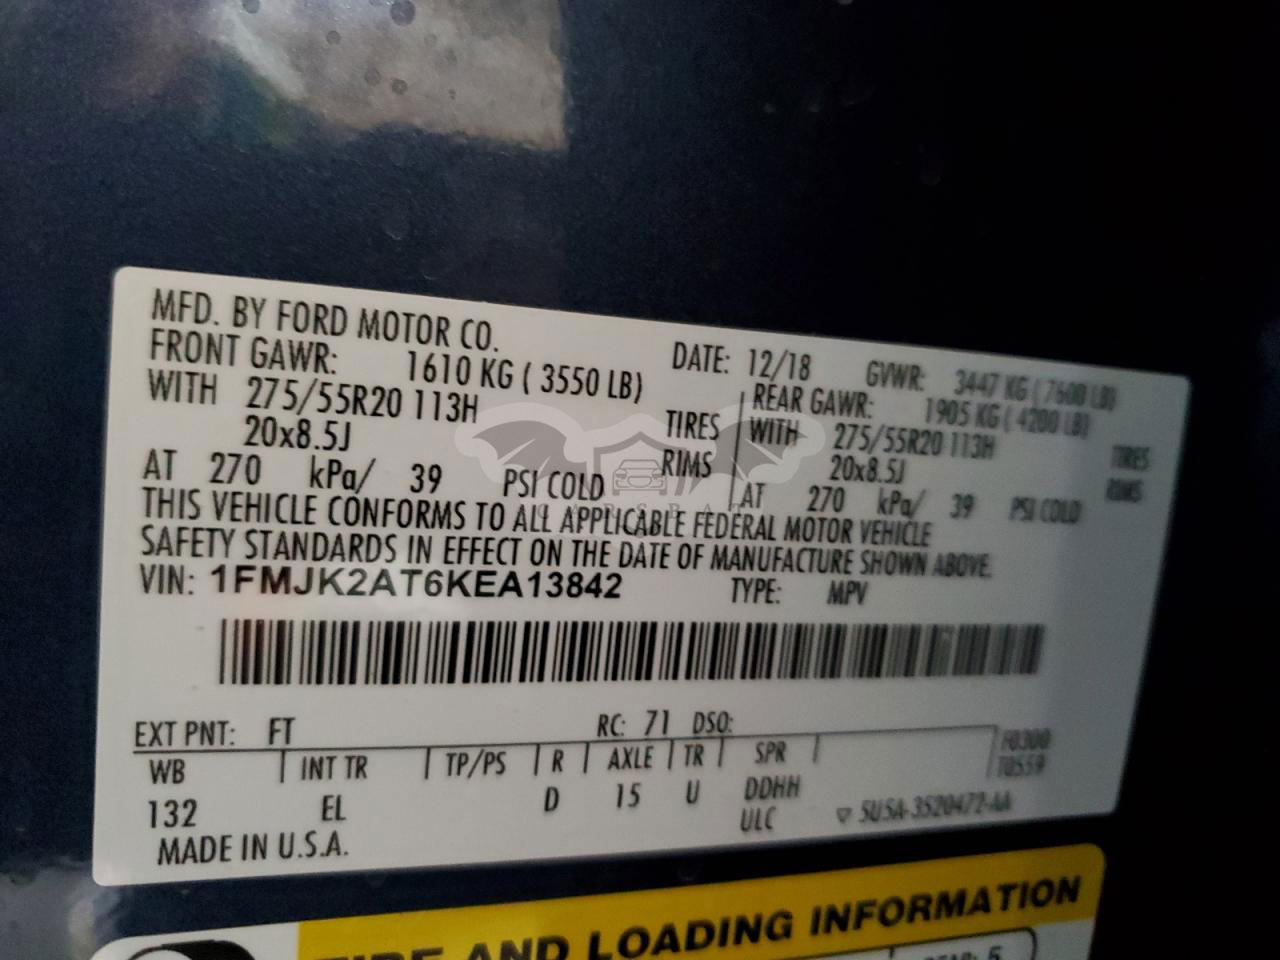 MFD. BY FORD MOTOR CO.
DATE: 12/18 GVWR: 3447 KG ( 7600 LB)
FRONT GAWR: 1610 KG ( 3550 LB)
REAR GAWR: 1905 KG ( 4200 LB)
WITH 275/55R20 113H TIRES
WITH 275/55R20 113H TIRES
20x8.5J RIMS
20x8.5J RIMS
AT 270 kPa/ 39 PSI COLD
AT 270 kPa/ 39 PSI COLD
THIS VEHICLE CONFORMS TO ALL APPLICABLE FEDERAL MOTOR VEHICLE
SAFETY STANDARDS IN EFFECT ON THE DATE OF MANUFACTURE SHOWN ABOVE.
VIN: 1FMJK2AT6KEA13842 TYPE: MPV
EXT PNT: FT RC: 71 DSO:
WB INT TR TP/PS R AXLE TR SPR
F0300
T0559
132 EL D 15 U DDHH
ULC 5U5A-3520472-AA
MADE IN U.S.A.
TIRE AND LOADING INFORMATION